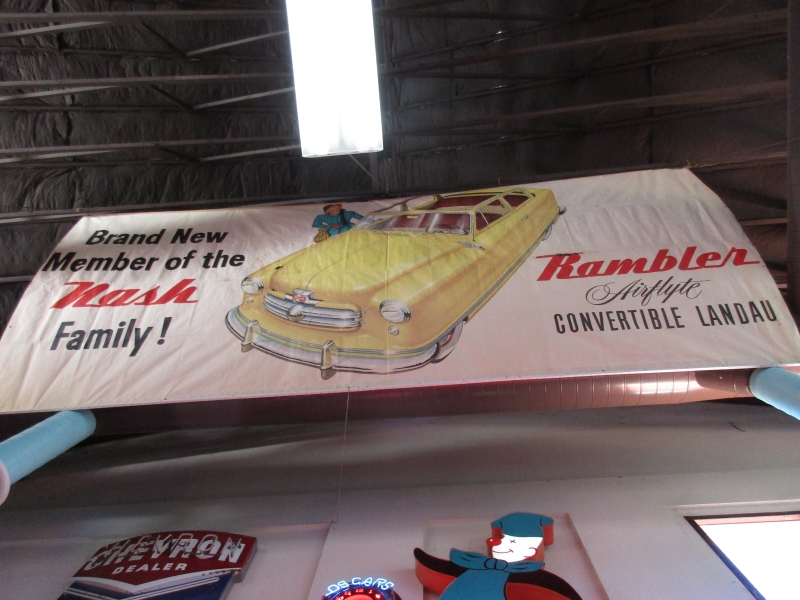 Brand New
Member of the
Nash
Family!
Rambler
Airflyte
CONVERTIBLE LANDAU
CHEVRON
DEALER
CARS